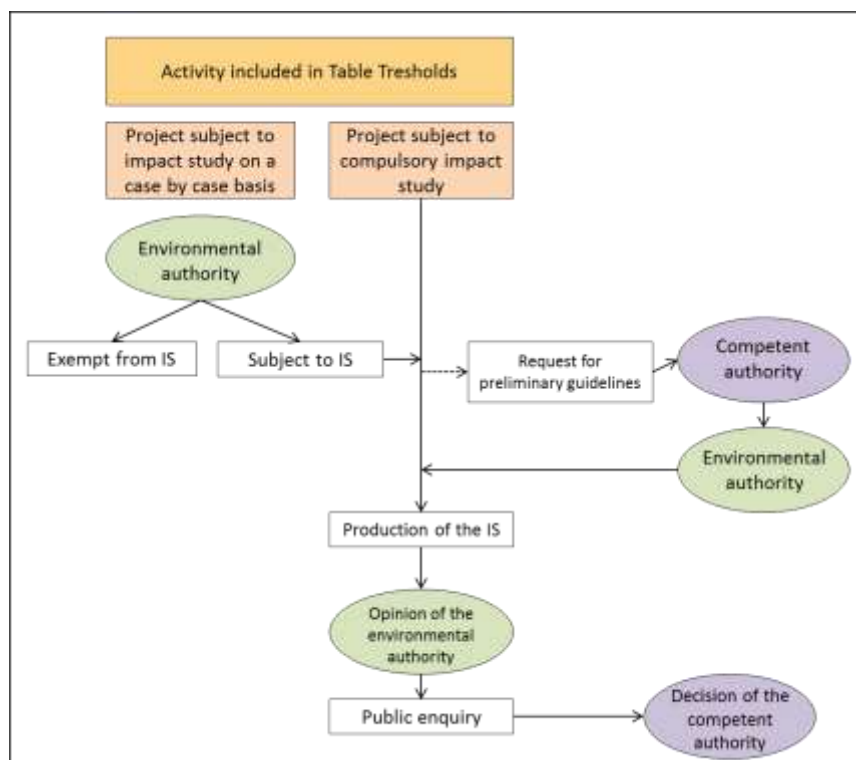 Activity included in Table Tresholds
Project subject to
impact study on a
case by case basis
Project subject to
compulsory impact
study
Environmental
authority
Exempt from IS
Subject to IS
Request for
preliminary guidelines
Competent
authority
Environmental
authority
Production of the IS
Opinion of the
environmental
authority
Public enquiry
Decision of the
competent
authority